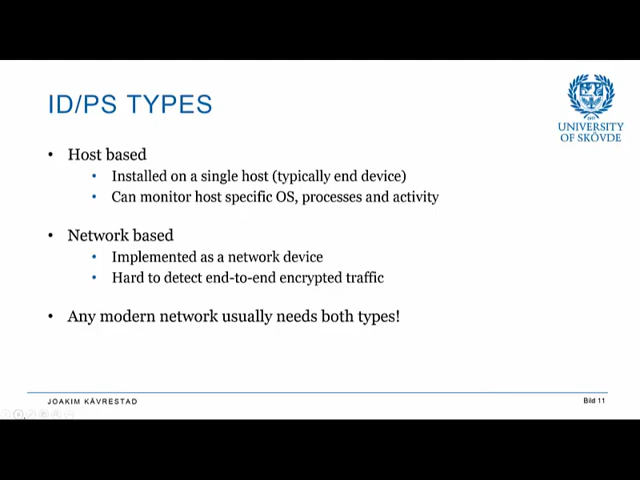 ID/PS TYPES
UNIVERSITY
OF SKÖVDE
• Host based
• Installed on a single host (typically end device)
• Can monitor host specific OS, processes and activity
• Network based
• Implemented as a network device
• Hard to detect end-to-end encrypted traffic
• Any modern network usually needs both types!
JOAKIM KÄVRESTAD
Bild 11